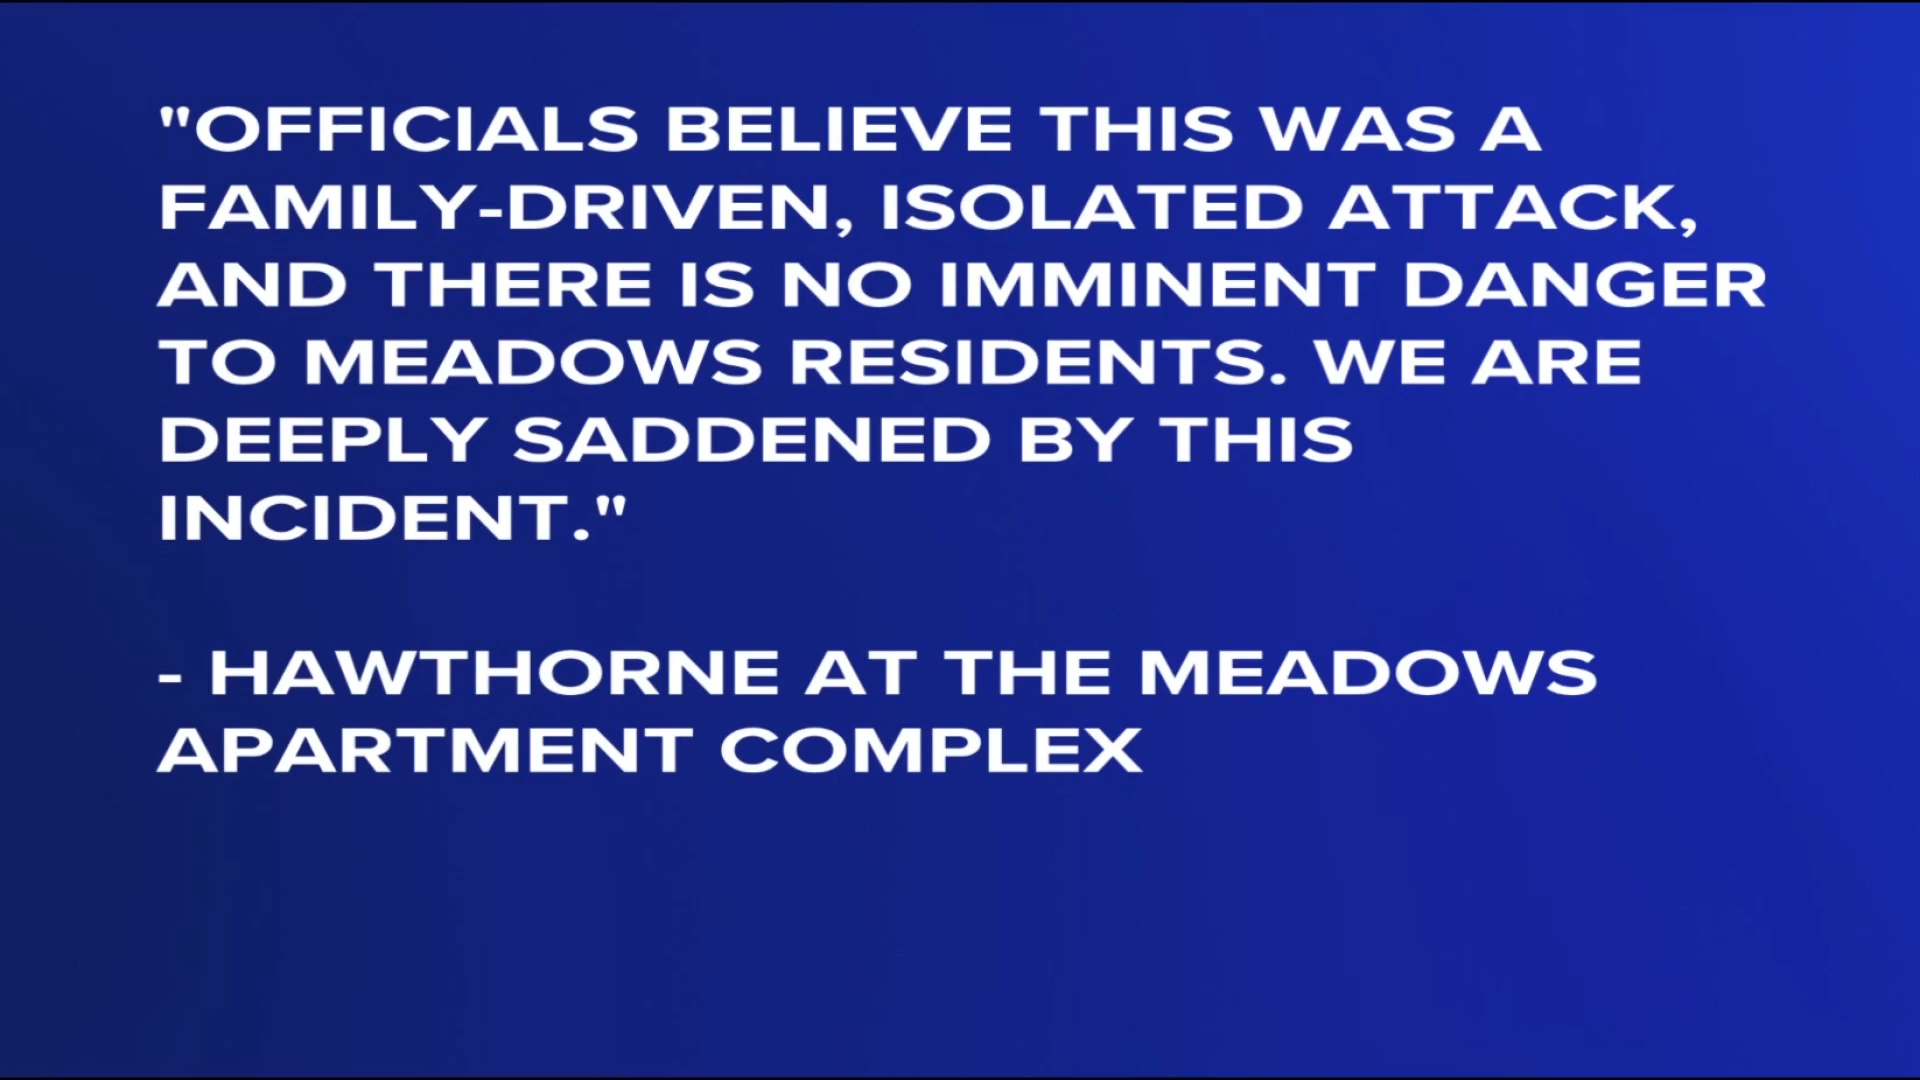 "OFFICIALS BELIEVE THIS WAS A
FAMILY-DRIVEN, ISOLATED ATTACK,
AND THERE IS NO IMMINENT DANGER
TO MEADOWS RESIDENTS. WE ARE
DEEPLY SADDENED BY THIS
INCIDENT."
- HAWTHORNE AT THE MEADOWS
APARTMENT COMPLEX